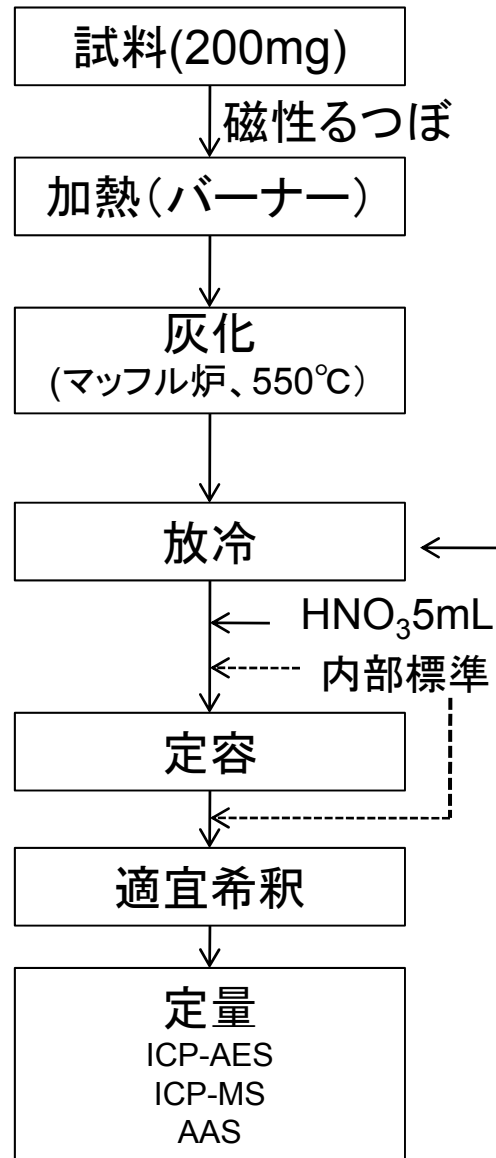 試料(200mg)
磁性るつぼ
加熱(バーナー)
灰化
(マッフル炉、550℃)
放冷
HNO₃5mL
内部標準
定容
適宜希釈
定量
ICP-AES
ICP-MS
AAS